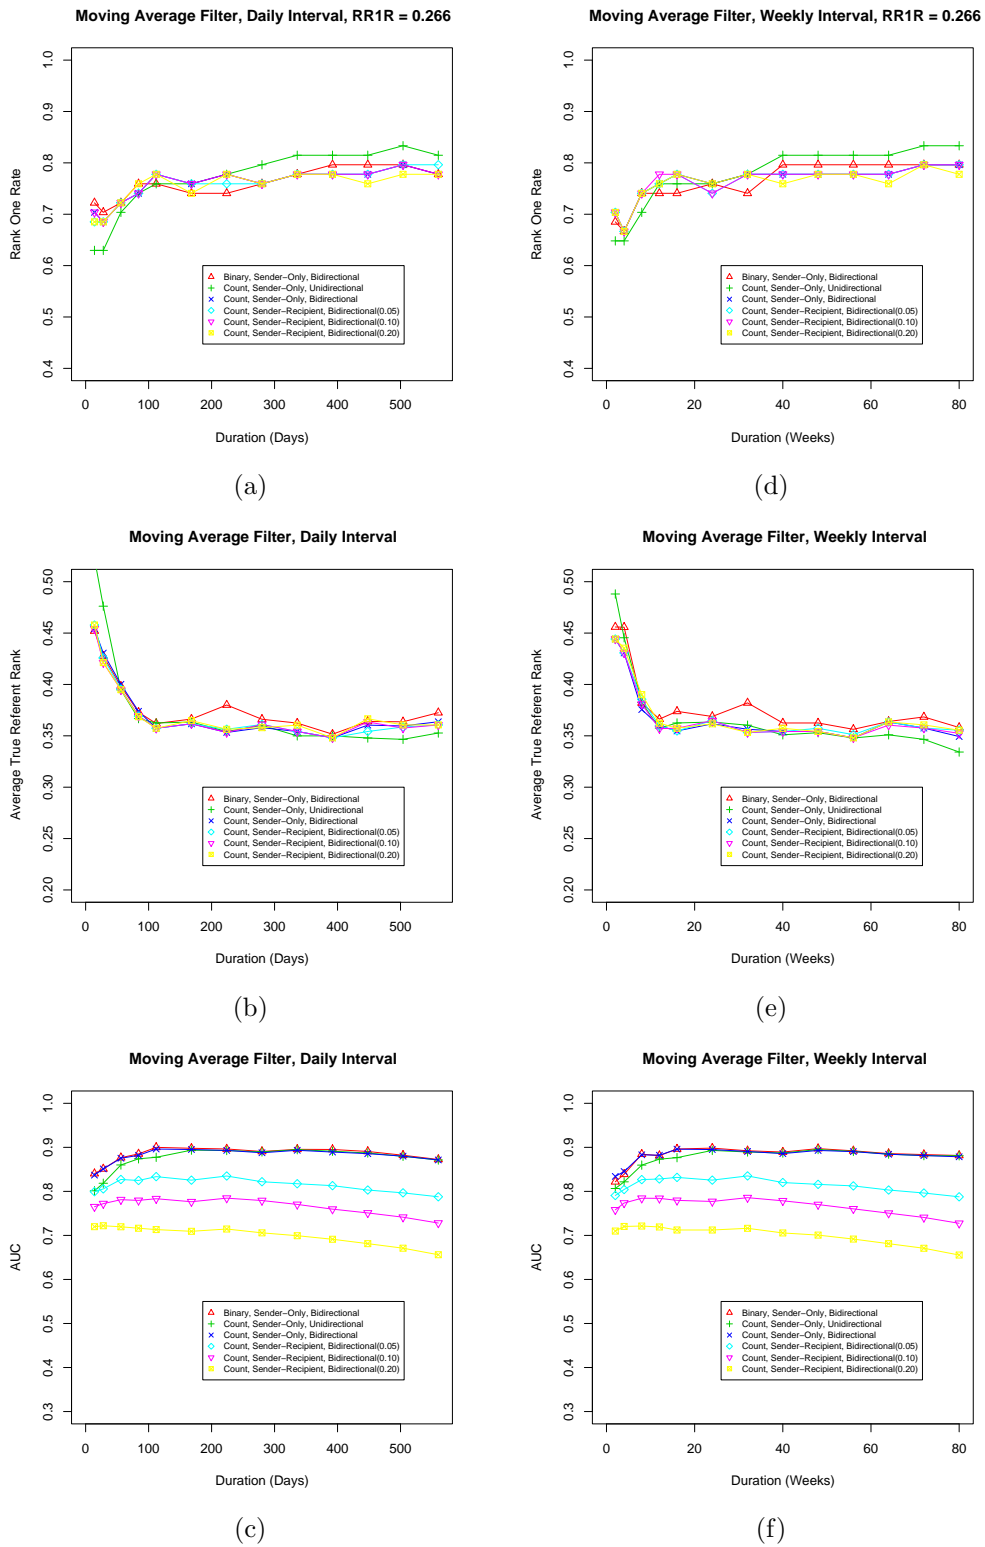 Moving Average Filter, Daily Interval, RR1R = 0.266
Rank One Rate
1.0
0.9
0.8
0.7
0.6
0.5
0.4
Binary, Sender-Only, Bidirectional
Count, Sender-Only, Unidirectional
Count, Sender-Only, Bidirectional
Count, Sender-Recipient, Bidirectional(0.05)
Count, Sender-Recipient, Bidirectional(0.10)
Count, Sender-Recipient, Bidirectional(0.20)
0 100 200 300 400 500
Duration (Days)
(a)
Moving Average Filter, Weekly Interval, RR1R = 0.266
Rank One Rate
1.0
0.9
0.8
0.7
0.6
0.5
0.4
Binary, Sender-Only, Bidirectional
Count, Sender-Only, Unidirectional
Count, Sender-Only, Bidirectional
Count, Sender-Recipient, Bidirectional(0.05)
Count, Sender-Recipient, Bidirectional(0.10)
Count, Sender-Recipient, Bidirectional(0.20)
0 20 40 60 80
Duration (Weeks)
(d)
Moving Average Filter, Daily Interval
Average True Referent Rank
0.50
0.45
0.40
0.35
0.30
0.25
0.20
Binary, Sender-Only, Bidirectional
Count, Sender-Only, Unidirectional
Count, Sender-Only, Bidirectional
Count, Sender-Recipient, Bidirectional(0.05)
Count, Sender-Recipient, Bidirectional(0.10)
Count, Sender-Recipient, Bidirectional(0.20)
0 100 200 300 400 500
Duration (Days)
(b)
Moving Average Filter, Weekly Interval
Average True Referent Rank
0.50
0.45
0.40
0.35
0.30
0.25
0.20
Binary, Sender-Only, Bidirectional
Count, Sender-Only, Unidirectional
Count, Sender-Only, Bidirectional
Count, Sender-Recipient, Bidirectional(0.05)
Count, Sender-Recipient, Bidirectional(0.10)
Count, Sender-Recipient, Bidirectional(0.20)
0 20 40 60 80
Duration (Weeks)
(e)
Moving Average Filter, Daily Interval
AUC
1.0
0.9
0.8
0.7
0.6
0.5
0.4
0.3
Binary, Sender-Only, Bidirectional
Count, Sender-Only, Unidirectional
Count, Sender-Only, Bidirectional
Count, Sender-Recipient, Bidirectional(0.05)
Count, Sender-Recipient, Bidirectional(0.10)
Count, Sender-Recipient, Bidirectional(0.20)
0 100 200 300 400 500
Duration (Days)
(c)
Moving Average Filter, Weekly Interval
AUC
1.0
0.9
0.8
0.7
0.6
0.5
0.4
0.3
Binary, Sender-Only, Bidirectional
Count, Sender-Only, Unidirectional
Count, Sender-Only, Bidirectional
Count, Sender-Recipient, Bidirectional(0.05)
Count, Sender-Recipient, Bidirectional(0.10)
Count, Sender-Recipient, Bidirectional(0.20)
0 20 40 60 80
Duration (Weeks)
(f)